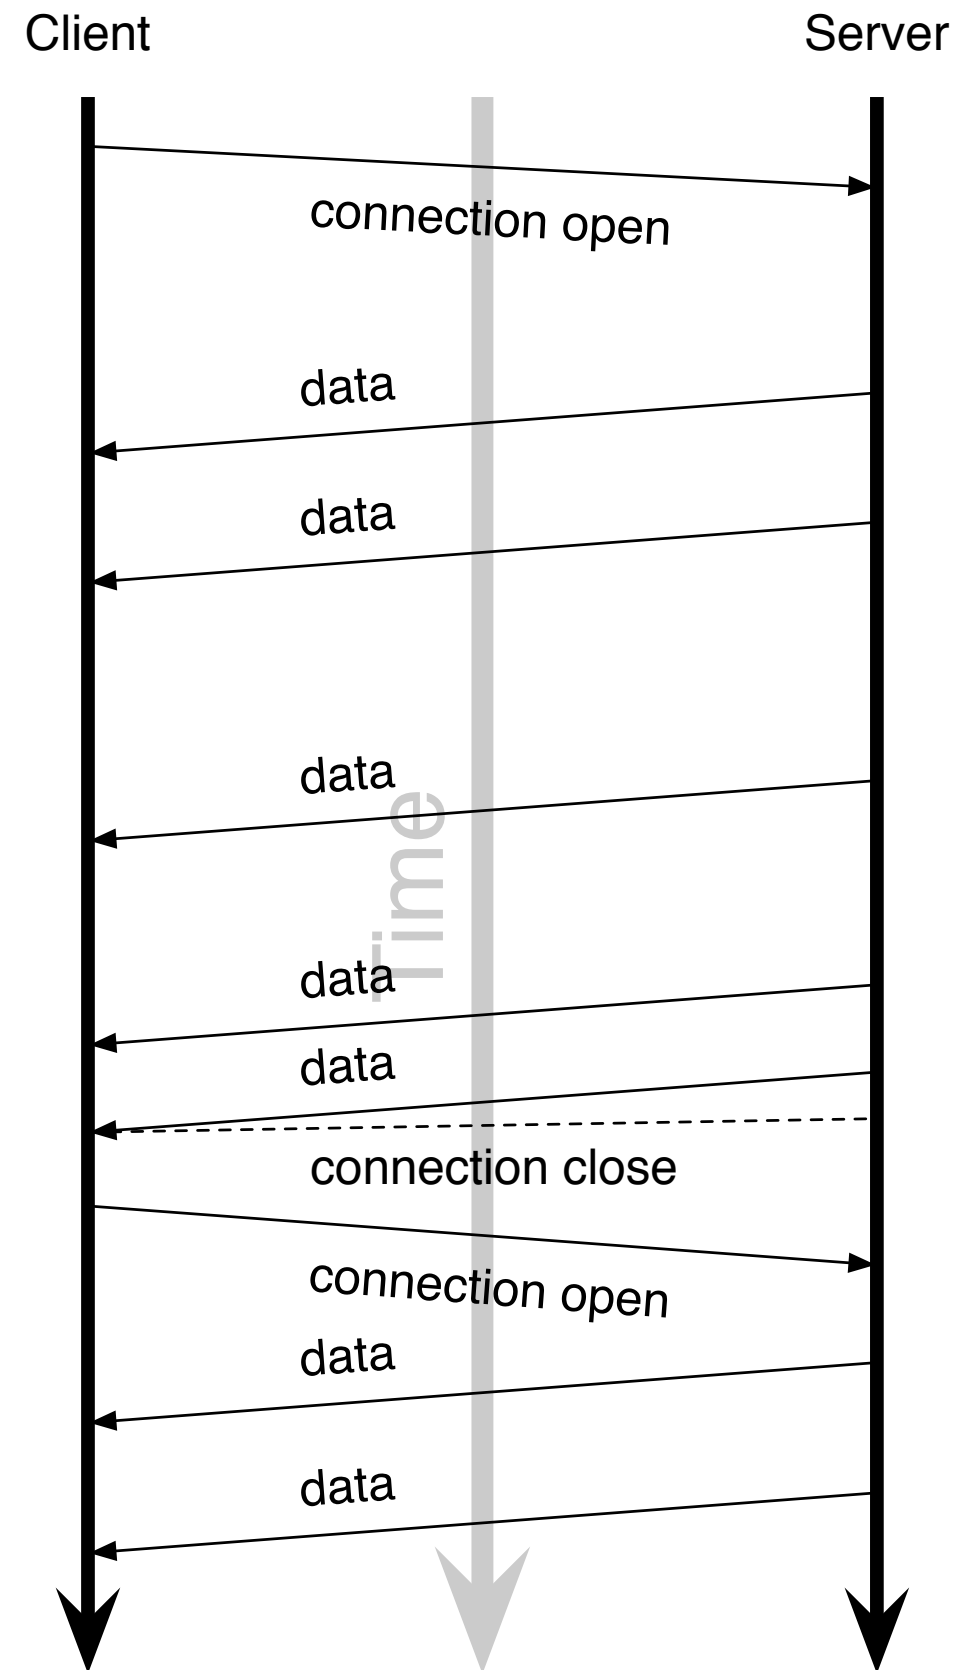 Client
Server
connection open
data
data
data
Time
data
data
connection close
connection open
data
data